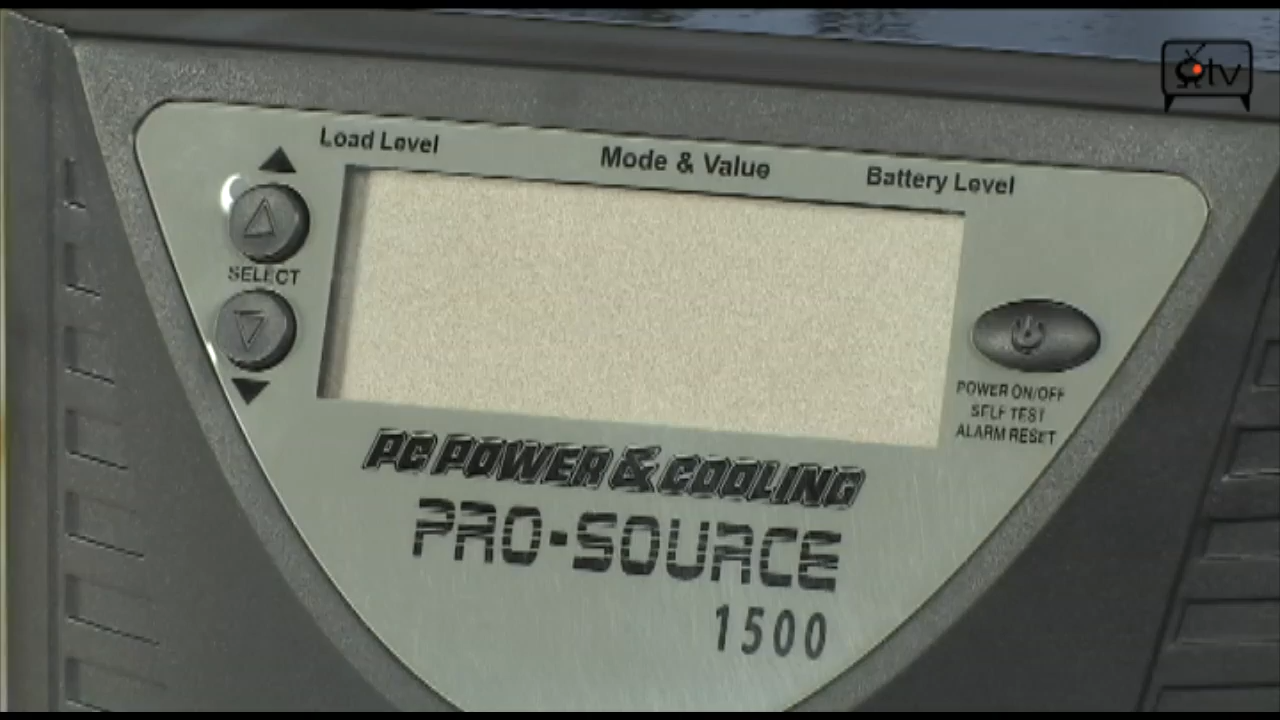 tv
Load Level
Mode & Value
Battery Level
SELECT
POWER ON/OFF
SELF TEST
ALARM RESET
PC POWER & COOLING
PRO-SOURCE
1500